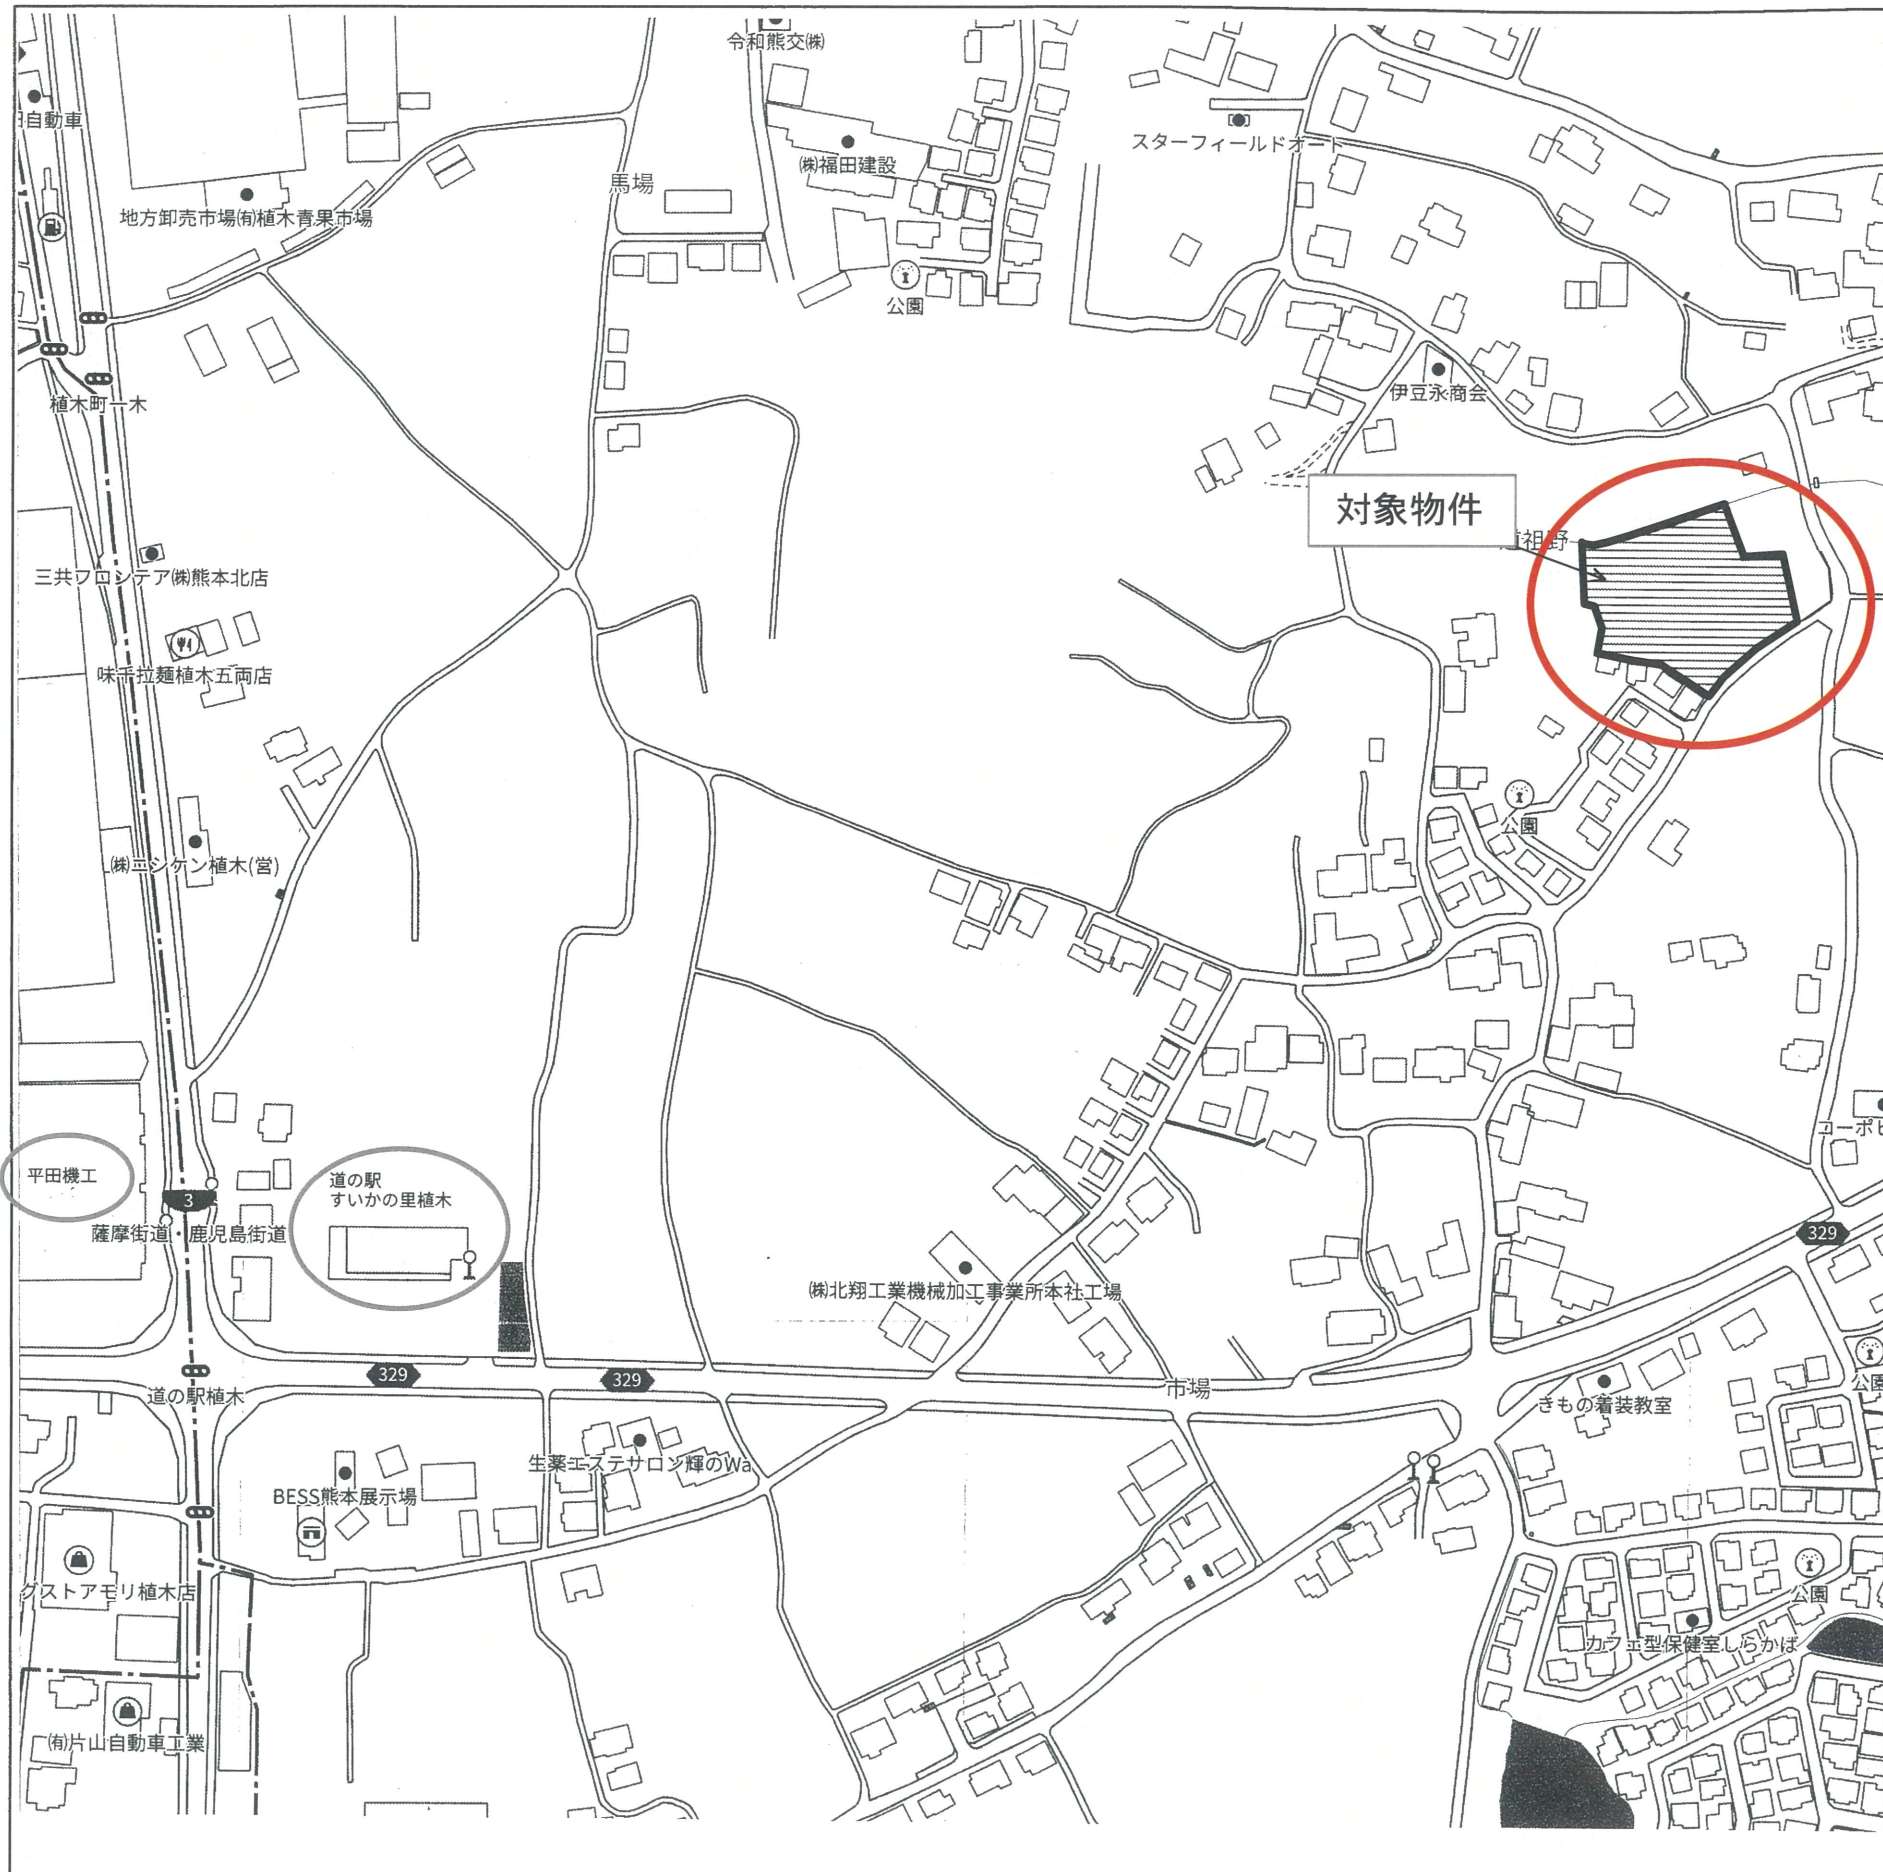 令和熊交㈱
自動車
スターフィールドオート
㈱福田建設
馬場
地方卸売市場㈲植木青果市場
公園
植木町一木
伊豆永商会
対象物件
祖野
三共フロンテア㈱熊本北店
味千拉麺植木五両店
公園
㈱ニシケン植木(営)
コーポヒ
平田機工
道の駅
すいかの里植木
3
薩摩街道・鹿児島街道
329
㈱北翔工業機械加工事業所本社工場
329
329
市場
道の駅植木
公園
きもの着装教室
生薬エステサロン輝のWa
BESS熊本展示場
グストアモリ植木店
公園
カフェ型保健室しらかば
㈲片山自動車工業